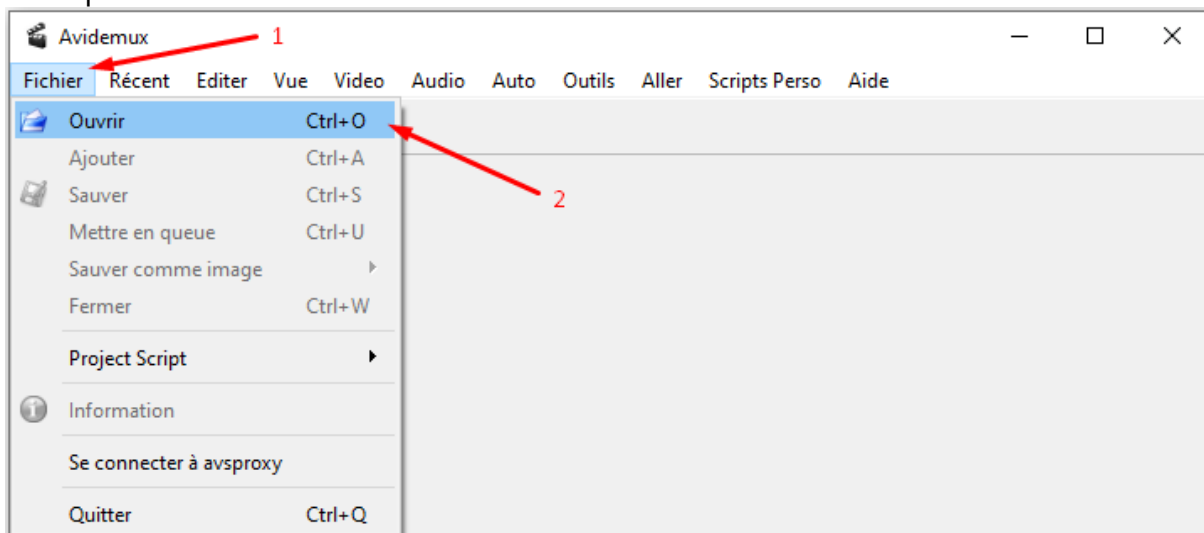 Avidemux 1
Fichier Récent Editer Vue Video Audio Auto Outils Aller Scripts Perso Aide
Ouvrir Ctrl+O
Ajouter Ctrl+A
Sauver Ctrl+S
2
Mettre en queue Ctrl+U
Sauver comme image
Fermer Ctrl+W
Project Script
Information
Se connecter à avsproxy
Quitter Ctrl+Q